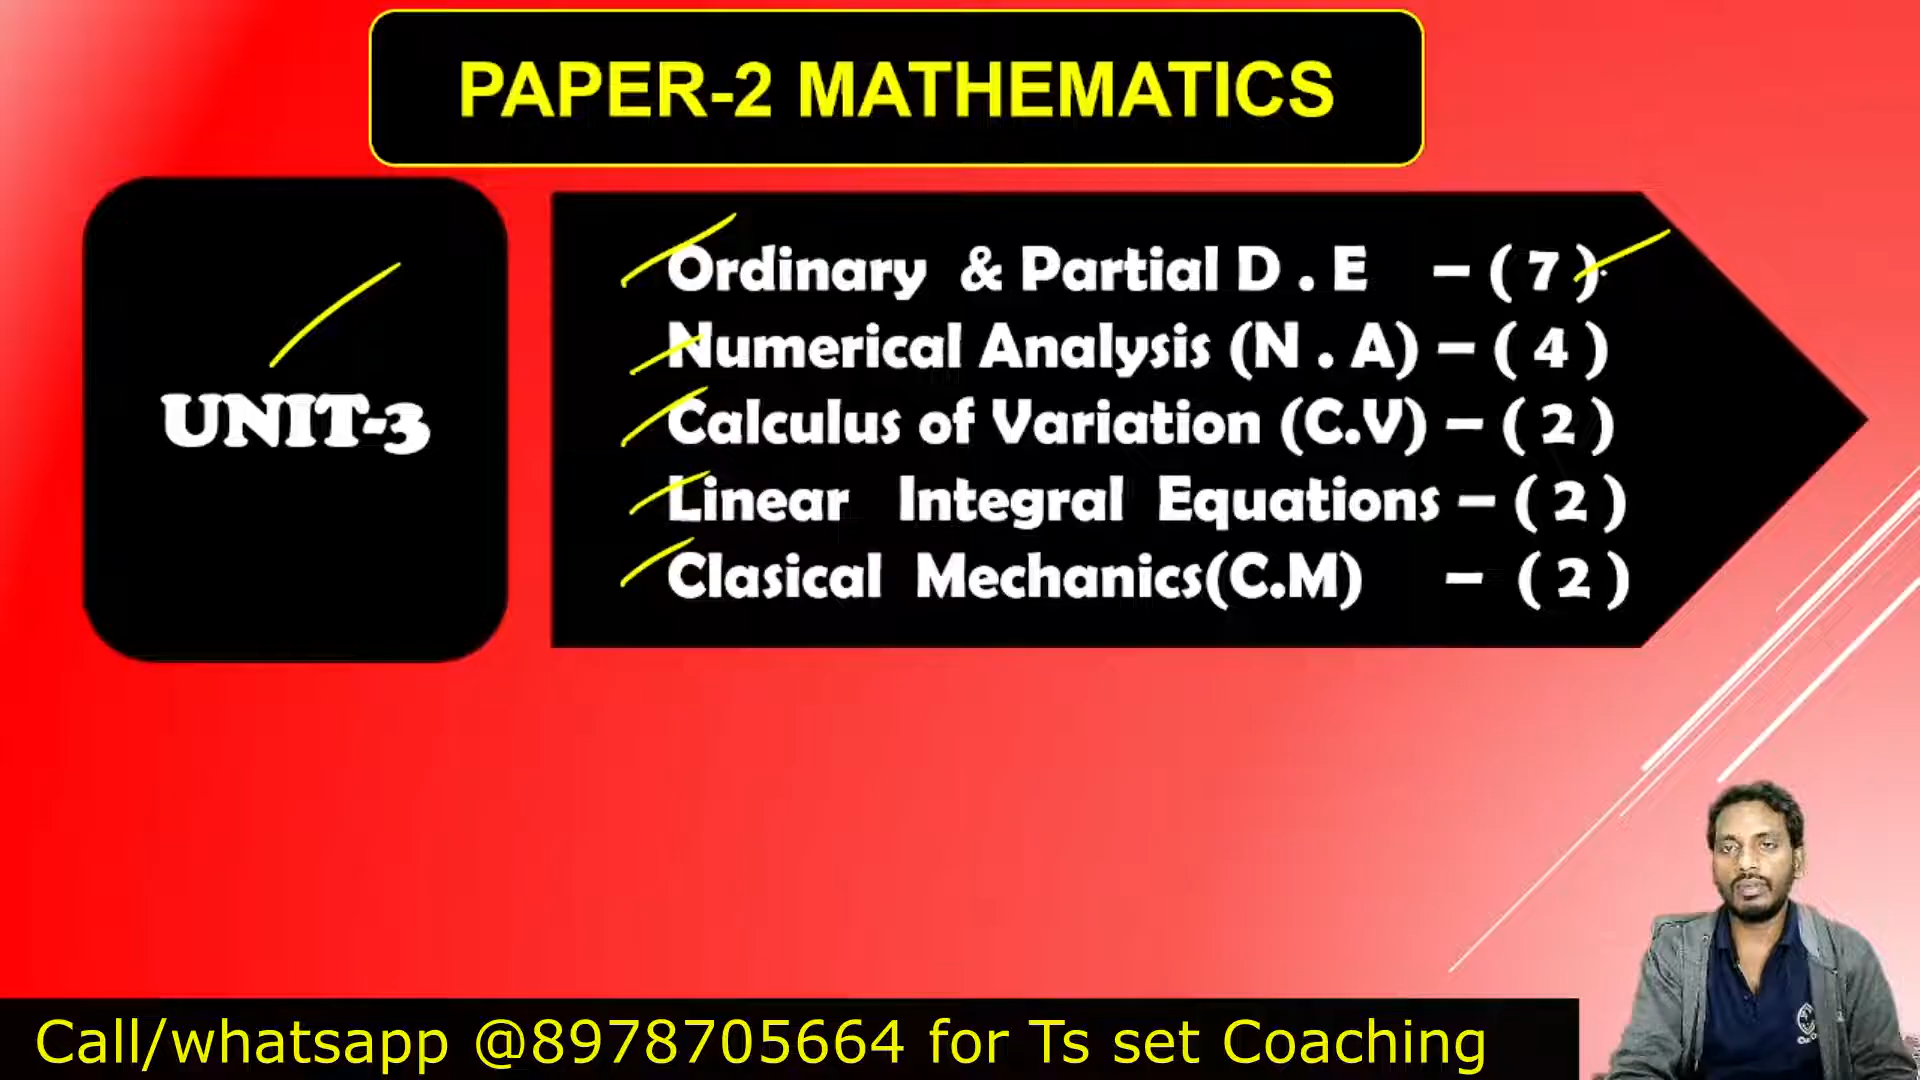 PAPER-2 MATHEMATICS
UNIT-3
Ordinary & Partial D . E – ( 7 )
Numerical Analysis (N . A) – ( 4 )
Calculus of Variation (C.V) – ( 2 )
Linear Integral Equations – ( 2 )
Clasical Mechanics(C.M) – ( 2 )
Call/whatsapp @8978705664 for Ts set Coaching